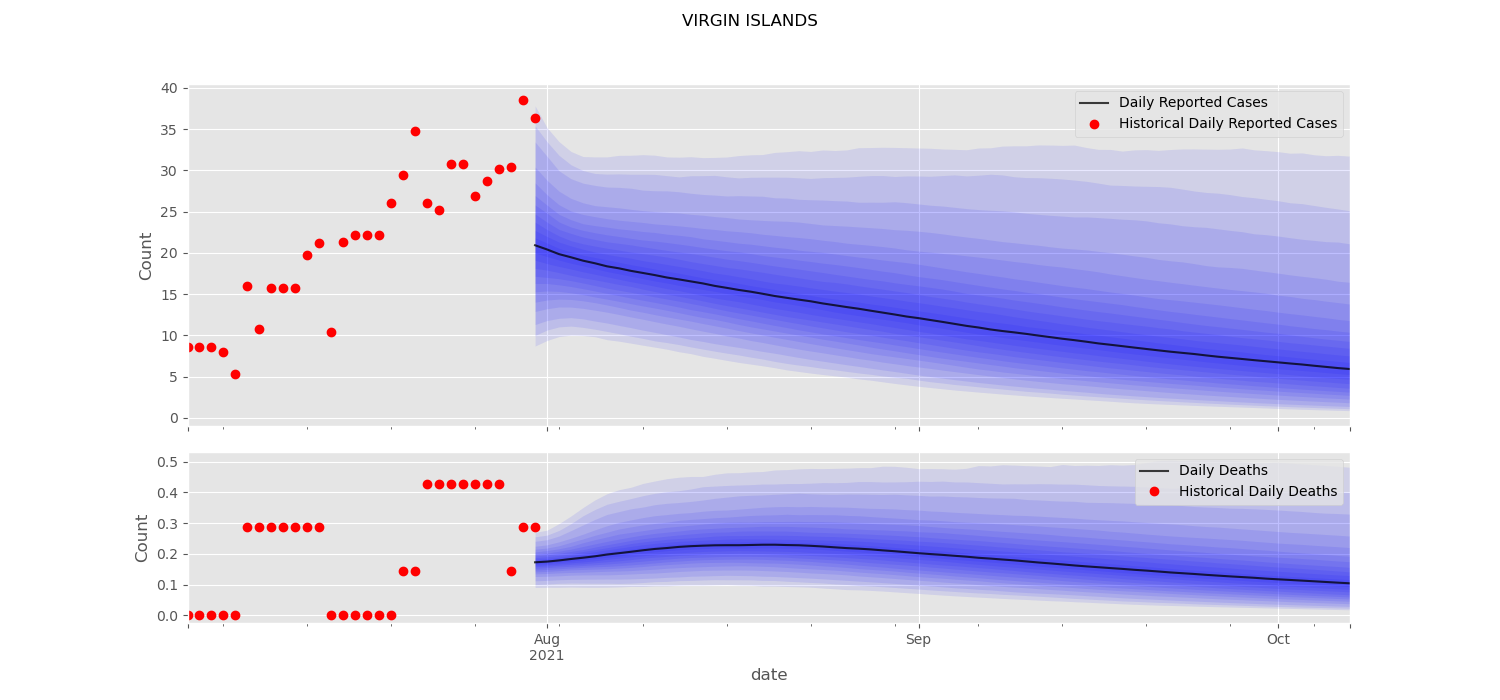 VIRGIN ISLANDS
40
35
30
25
20
15
10
5
0
Count
Daily Reported Cases
Historical Daily Reported Cases
0.5
0.4
0.3
0.2
0.1
0.0
Count
Daily Deaths
Historical Daily Deaths
Aug
2021
Sep
Oct
date